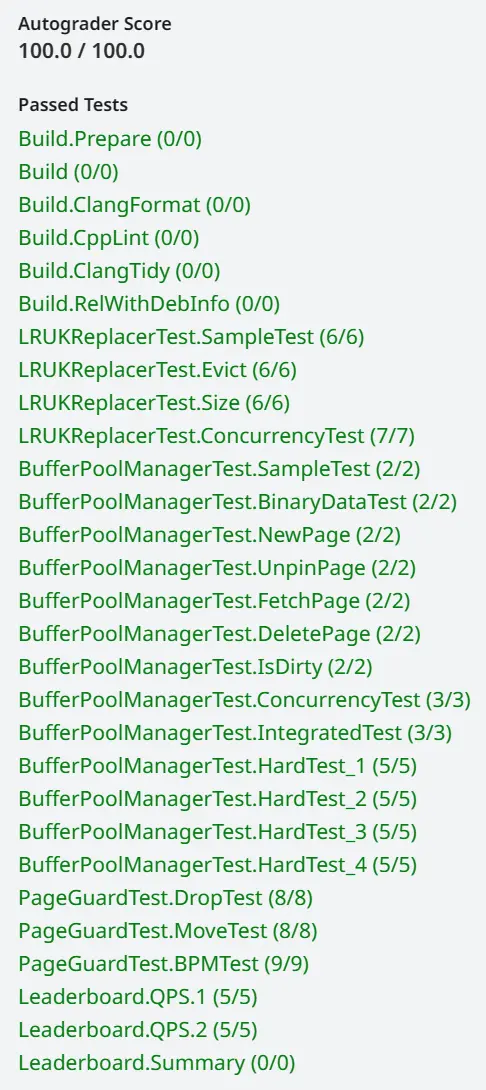 Autograder Score
100.0 / 100.0
Passed Tests
Build.Prepare (0/0)
Build (0/0)
Build.ClangFormat (0/0)
Build.CppLint (0/0)
Build.ClangTidy (0/0)
Build.RelWithDebInfo (0/0)
LRUKReplacerTest.SampleTest (6/6)
LRUKReplacerTest.Evict (6/6)
LRUKReplacerTest.Size (6/6)
LRUKReplacerTest.ConcurrencyTest (7/7)
BufferPoolManagerTest.SampleTest (2/2)
BufferPoolManagerTest.BinaryDataTest (2/2)
BufferPoolManagerTest.NewPage (2/2)
BufferPoolManagerTest.UnpinPage (2/2)
BufferPoolManagerTest.FetchPage (2/2)
BufferPoolManagerTest.DeletePage (2/2)
BufferPoolManagerTest.IsDirty (2/2)
BufferPoolManagerTest.ConcurrencyTest (3/3)
BufferPoolManagerTest.IntegratedTest (3/3)
BufferPoolManagerTest.HardTest_1 (5/5)
BufferPoolManagerTest.HardTest_2 (5/5)
BufferPoolManagerTest.HardTest_3 (5/5)
BufferPoolManagerTest.HardTest_4 (5/5)
PageGuardTest.DropTest (8/8)
PageGuardTest.MoveTest (8/8)
PageGuardTest.BPMTest (9/9)
Leaderboard.QPS.1 (5/5)
Leaderboard.QPS.2 (5/5)
Leaderboard.Summary (0/0)